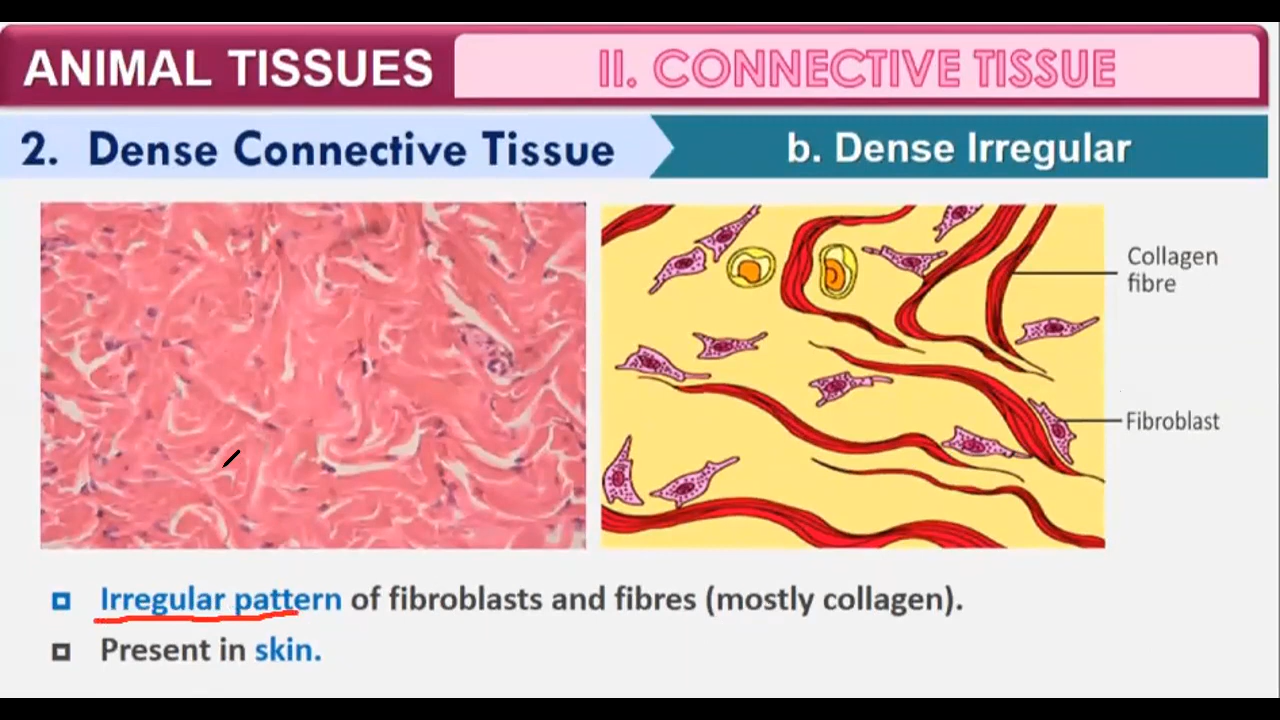 ANIMAL TISSUES
II. CONNECTIVE TISSUE
2. Dense Connective Tissue
b. Dense Irregular
Collagen
fibre
Fibroblast
Irregular pattern of fibroblasts and fibres (mostly collagen).
Present in skin.